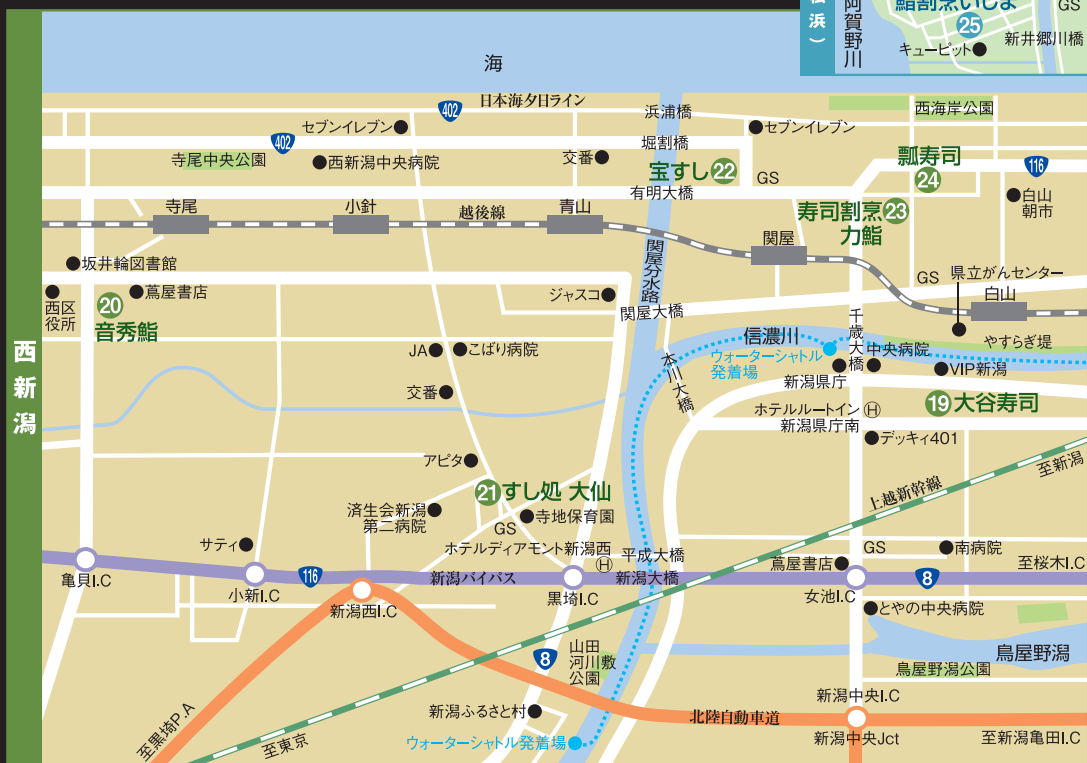 西新潟
松浜）
阿賀野川
鮨割烹いしま
25
GS
新井郷川橋
キューピット
海
日本海夕日ライン
402
浜浦橋
西海岸公園
セブンイレブン
402
堀割橋
セブンイレブン
寺尾中央公園
西新潟中央病院
交番
宝すし 22
GS
瓢寿司
24
116
有明大橋
白山
朝市
寺尾
小針
越後線
青山
関屋
寿司割烹 23
力鮨
関屋分水路
坂井輪図書館
GS
県立がんセンター
西区
役所
20
音秀鮨
蔦屋書店
ジャスコ
関屋大橋
白山
信濃川
千歳大橋
やすらぎ堤
JA
こばり病院
本川大橋
ウォーターシャトル
発着場
中央病院
新潟県庁
VIP新潟
交番
ホテルルートイン H
新潟県庁南
19 大谷寿司
デッキィ401
アピタ
至新潟
上越新幹線
21 すし処 大仙
済生会新潟
第二病院
寺地保育園
GS
サティ
ホテルディアモント新潟西
H
平成大橋
GS
南病院
蔦屋書店
至桜木I.C
亀貝I.C
小新I.C
116
新潟バイパス
黒埼I.C
新潟大橋
女池I.C
8
新潟西I.C
とやの中央病院
8
山田
河川敷
公園
鳥屋野潟
鳥屋野潟公園
新潟中央I.C
至黒埼P.A
至東京
新潟ふるさと村
北陸自動車道
ウォーターシャトル発着場
新潟中央Jct
至新潟亀田I.C